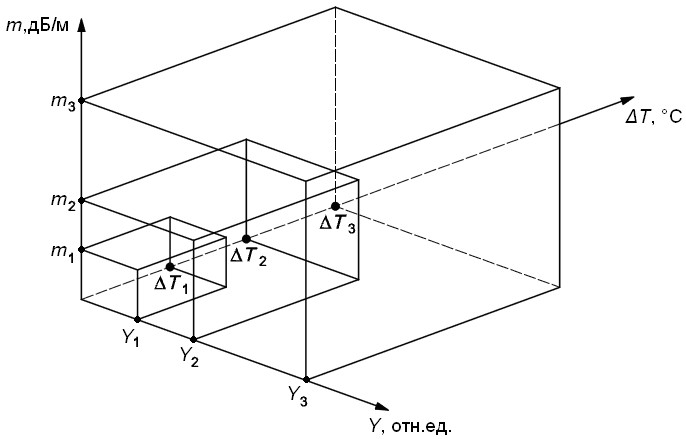 m,дБ/м
m3
ΔT, °C
m2
ΔT3
m1
ΔT2
ΔT1
Y1
Y2
Y3
Y, отн.ед.